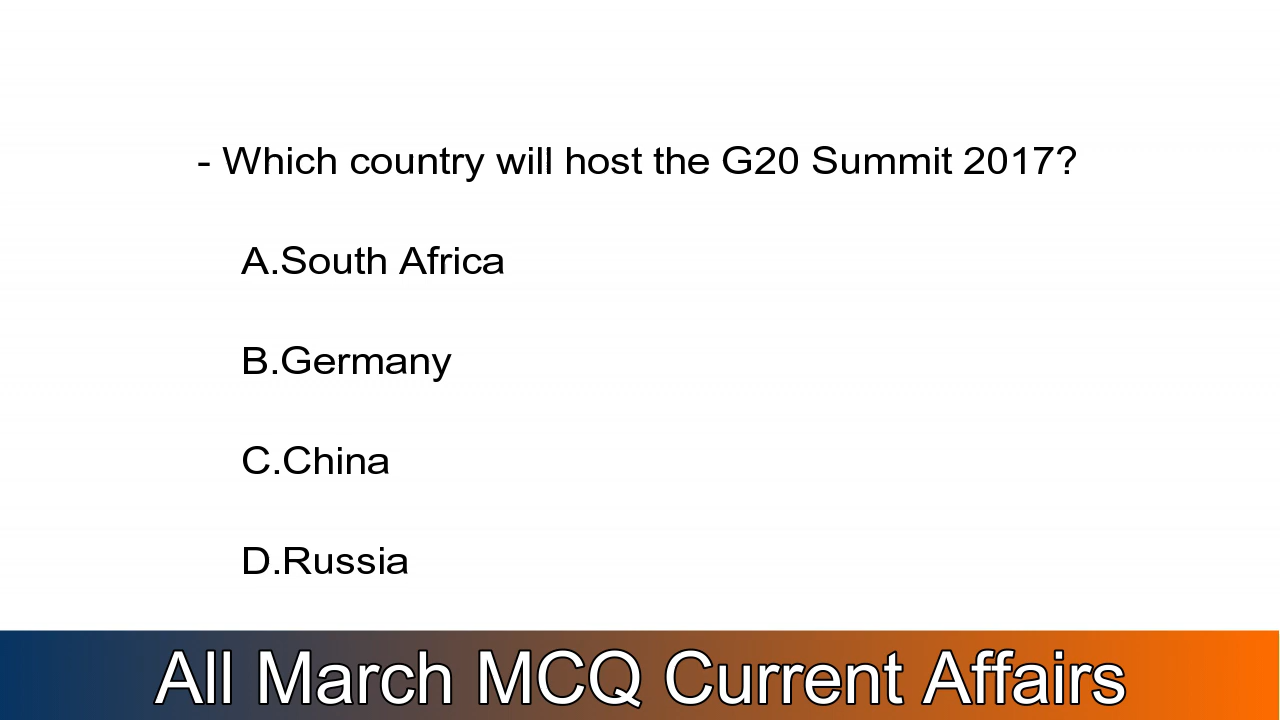 - Which country will host the G20 Summit 2017?
A.South Africa
B.Germany
C.China
D.Russia
All March MCQ Current Affairs